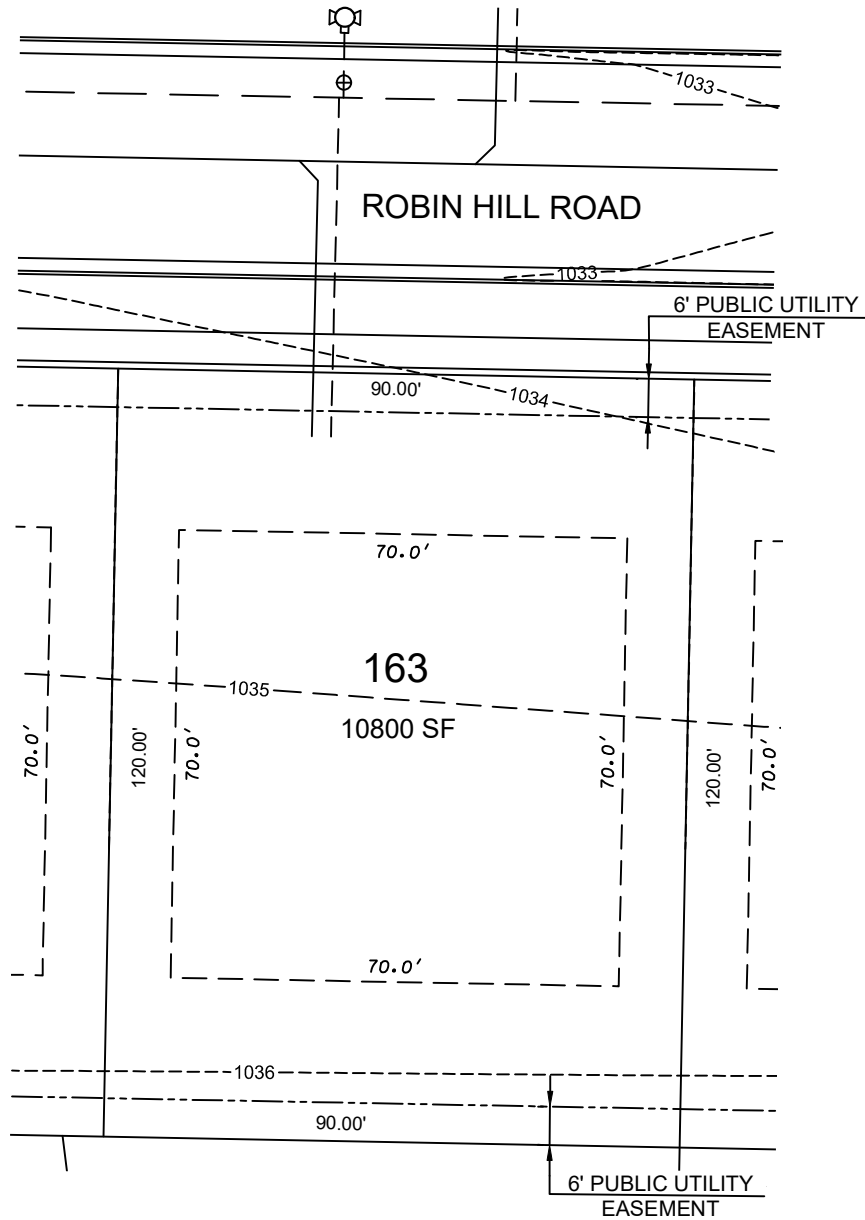 1033
ROBIN HILL ROAD
1033
6' PUBLIC UTILITY
EASEMENT
90.00'
1034
70.0'
163
1035
10800 SF
70.0'
120.00'
70.0'
70.0'
120.00'
70.0'
70.0'
1036
90.00'
6' PUBLIC UTILITY
EASEMENT